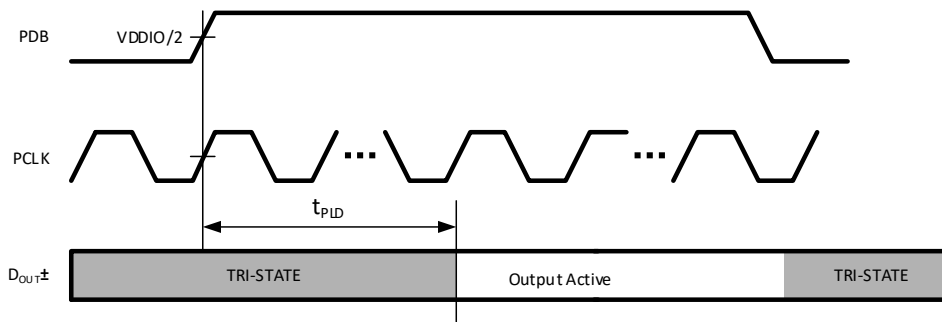 PDB
VDDIO/2
PCLK
tPLD
DOUT±
TRI-STATE
Output Active
TRI-STATE